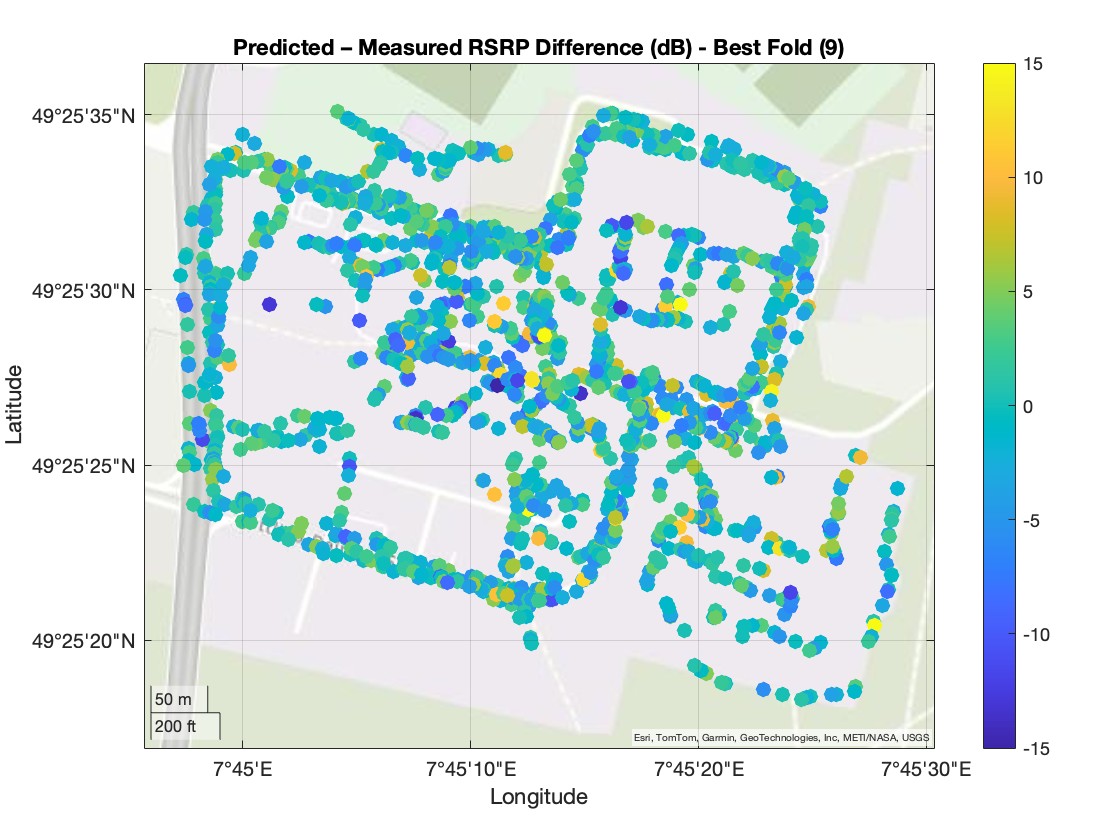 Predicted – Measured RSRP Difference (dB) - Best Fold (9)
49°25'35"N
49°25'30"N
49°25'25"N
49°25'20"N
Latitude
50 m
200 ft
Esri, TomTom, Garmin, GeoTechnologies, Inc, METI/NASA, USGS
7°45'E
7°45'10"E
7°45'20"E
7°45'30"E
Longitude
15
10
5
0
-5
-10
-15